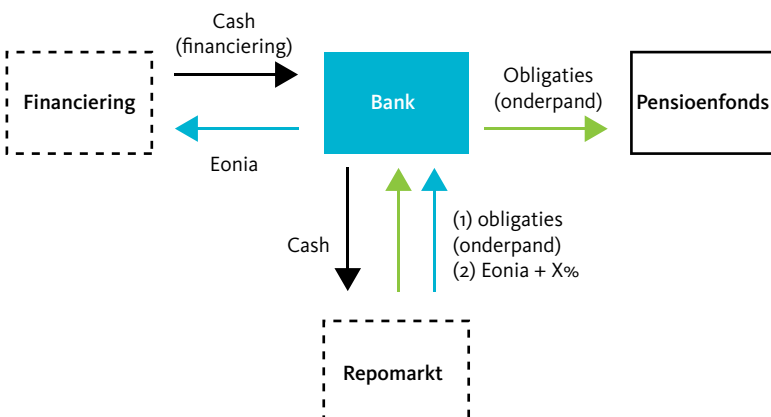 Cash
(financiering)
Financiering
Bank
Obligaties
(onderpand)
Pensioenfonds
Eonia
Cash
(1) obligaties
(onderpand)
(2) Eonia + X%
Repomarkt